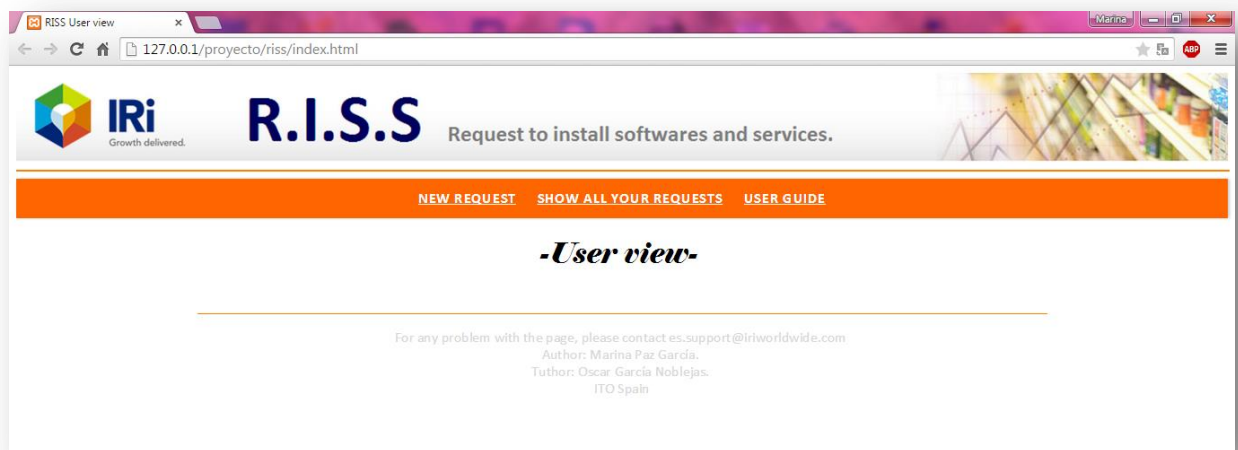 RISS User view
Marina
127.0.0.1/proyecto/riss/index.html
ABP
IRi
Growth delivered.
R.I.S.S
Request to install softwares and services.
NEW REQUEST SHOW ALL YOUR REQUESTS USER GUIDE
-User view-
For any problem with the page, please contact es.support@iriworldwide.com
Author: Marina Paz García.
Tuthor: Oscar García Noblejas.
ITO Spain